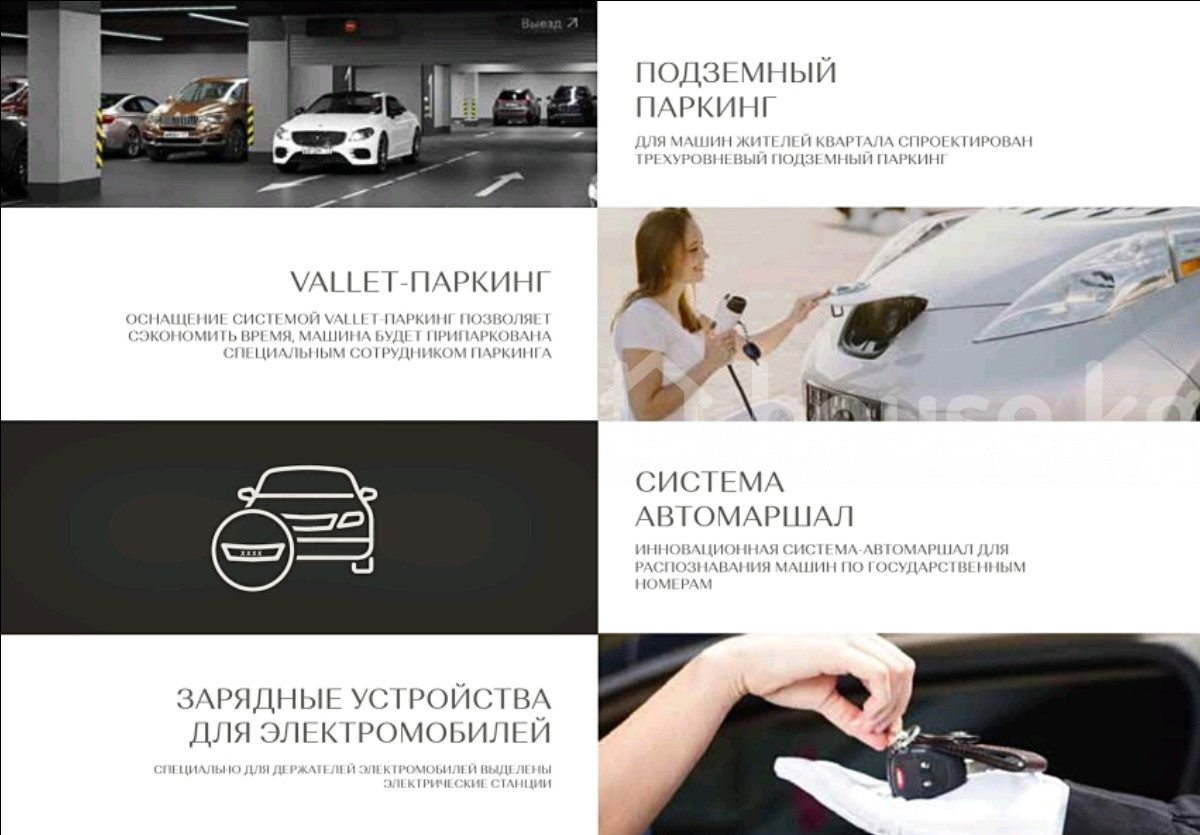 Выезд
ПОДЗЕМНЫЙ
ПАРКИНГ
ДЛЯ МАШИН ЖИТЕЛЕЙ КВАРТАЛА СПРОЕКТИРОВАН
ТРЕХУРОВНЕВЫЙ ПОДЗЕМНЫЙ ПАРКИНГ
VALLET-ПАРКИНГ
ОСНАЩЕНИЕ СИСТЕМОЙ VALLET-ПАРКИНГ ПОЗВОЛЯЕТ
СЭКОНОМИТЬ ВРЕМЯ, МАШИНА БУДЕТ ПРИПАРКОВАНА
СПЕЦИАЛЬНЫМ СОТРУДНИКОМ ПАРКИНГА
house.kg
XXXX
СИСТЕМА
АВТОМАРШАЛ
ИННОВАЦИОННАЯ СИСТЕМА-АВТОМАРШАЛ ДЛЯ
РАСПОЗНАВАНИЯ МАШИН ПО ГОСУДАРСТВЕННЫМ
НОМЕРАМ
ЗАРЯДНЫЕ УСТРОЙСТВА
ДЛЯ ЭЛЕКТРОМОБИЛЕЙ
СПЕЦИАЛЬНО ДЛЯ ДЕРЖАТЕЛЕЙ ЭЛЕКТРОМОБИЛЕЙ ВЫДЕЛЕНЫ
ЭЛЕКТРИЧЕСКИЕ СТАНЦИИ